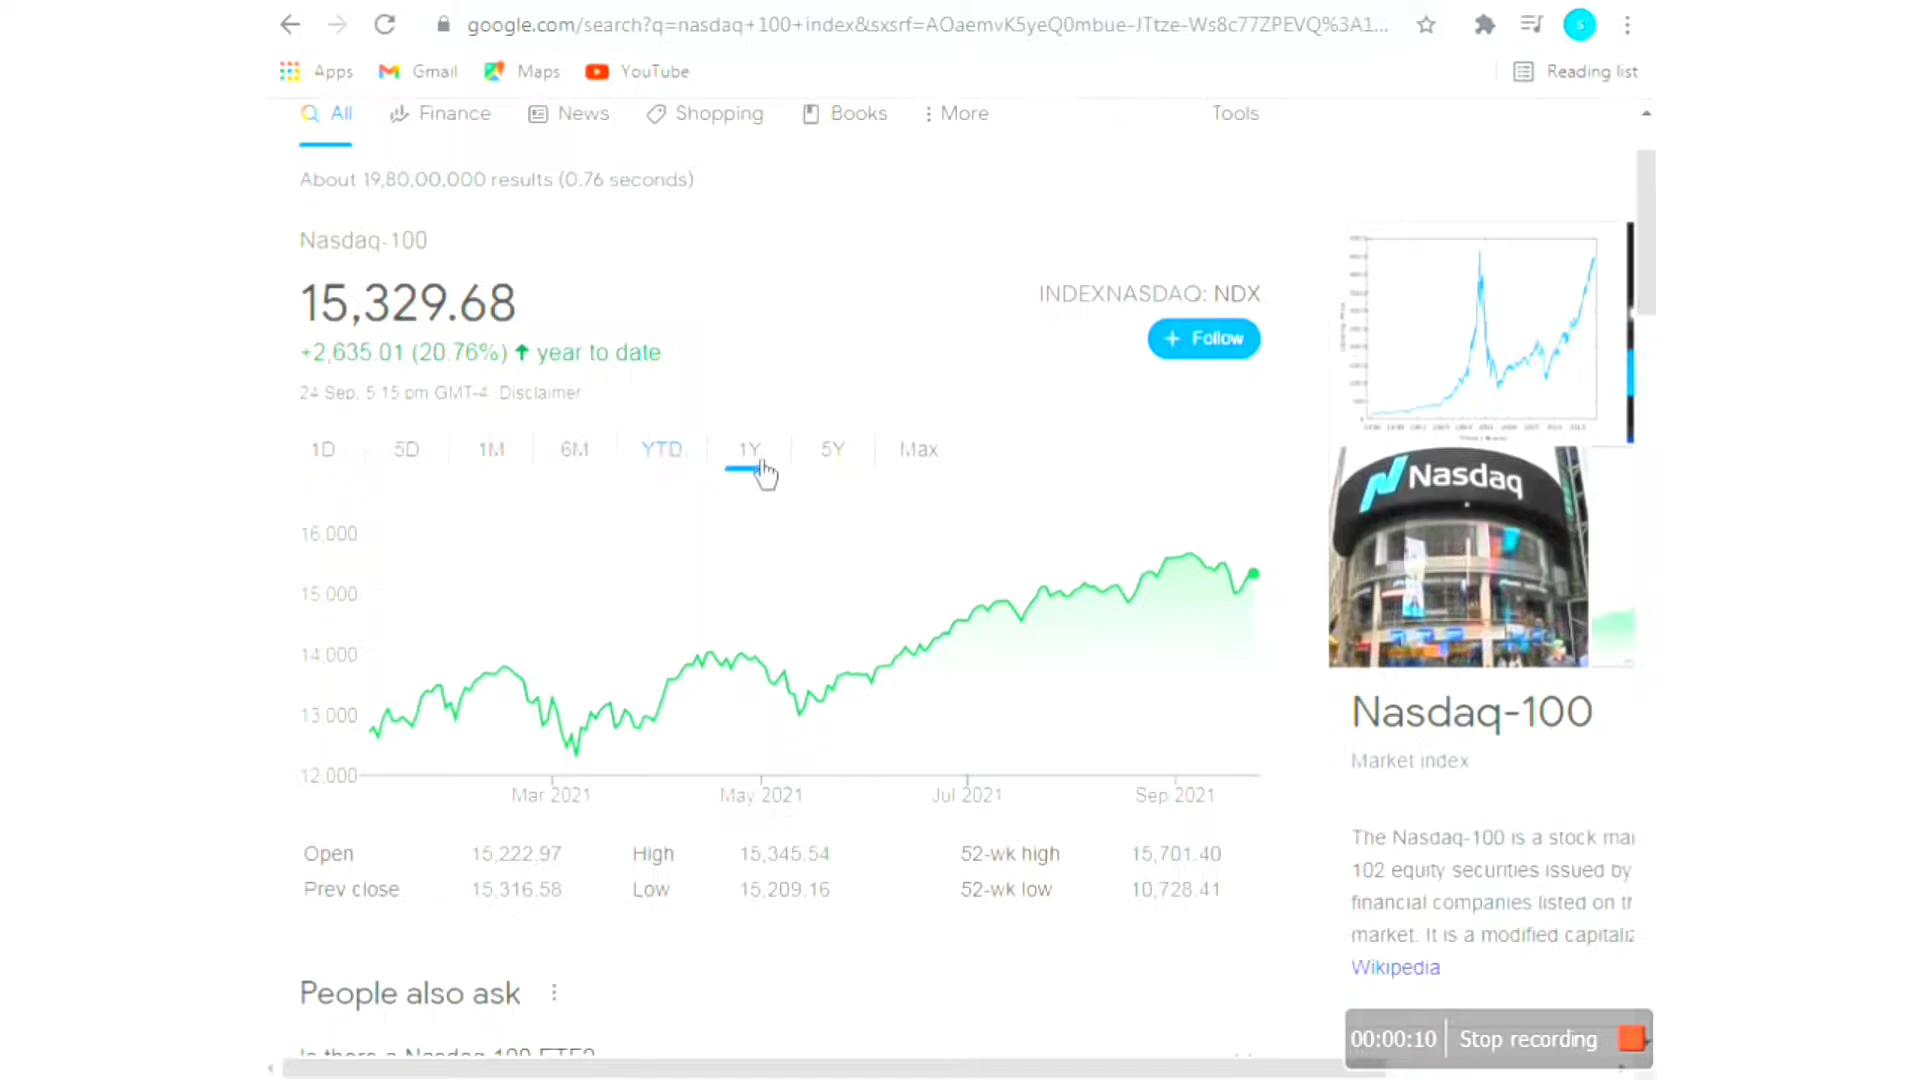 google.com/search?q=nasdaq+100+index&sxsrf=AOaemvK5yeQ0mbue-JTtze-Ws8c77ZPEVQ%3A1...
S
Apps Gmail Maps YouTube Reading list
All Finance News Shopping Books More Tools
About 19,80,00,000 results (0.76 seconds)
Nasdaq-100
15,329.68
INDEXNASDAQ: NDX
+ Follow
+2,635.01 (20.76%) year to date
24 Sep, 5:15 pm GMT-4 Disclaimer
1D 5D 1M 6M YTD 1Y 5Y Max
16,000
15,000
14,000
13,000
12,000
Mar 2021 May 2021 Jul 2021 Sep 2021
Open 15,222.97 High 15,345.54 52-wk high 15,701.40
Prev close 15,316.58 Low 15,209.16 52-wk low 10,728.41
People also ask
Is there a Nasdaq 100 ETF?
Nasdaq
Nasdaq-100
Market index
The Nasdaq-100 is a stock mar
102 equity securities issued by
financial companies listed on th
market. It is a modified capitaliz
Wikipedia
00:00:10 Stop recording